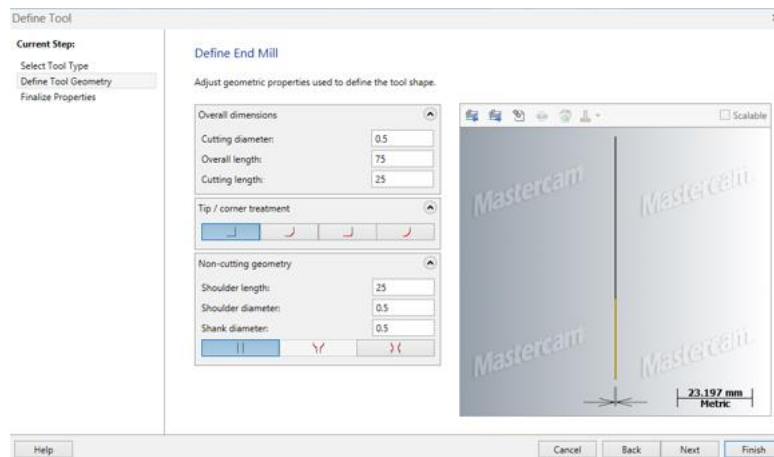 Define Tool
Current Step:
Select Tool Type
Define Tool Geometry
Finalize Properties
Define End Mill
Adjust geometric properties used to define the tool shape.
Overall dimensions
Cutting diameter: 0.5
Overall length: 75
Cutting length: 25
Tip / corner treatment
Non-cutting geometry
Shoulder length: 25
Shoulder diameter: 0.5
Shank diameter: 0.5
Scalable
Mastercam Mastercam
Mastercam Mastercam
23.197 mm
Metric
Help Cancel Back Next Finish